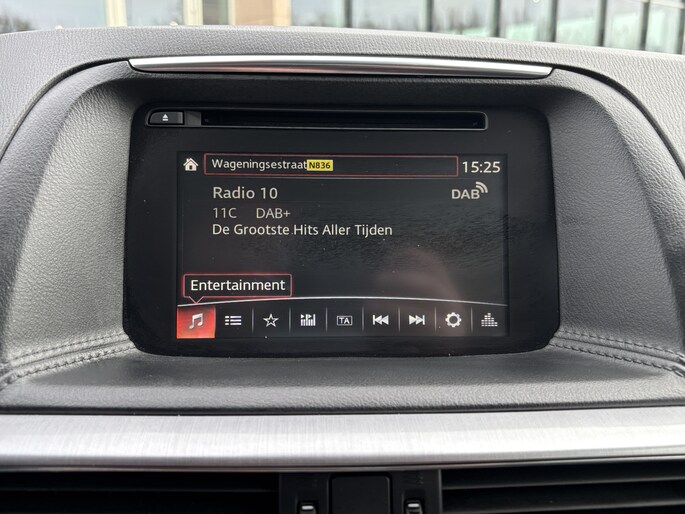 Wageningsestraat N836 15:25
Radio 10 DAB
11C DAB+
De Grootste Hits Aller Tijden
Entertainment
TA